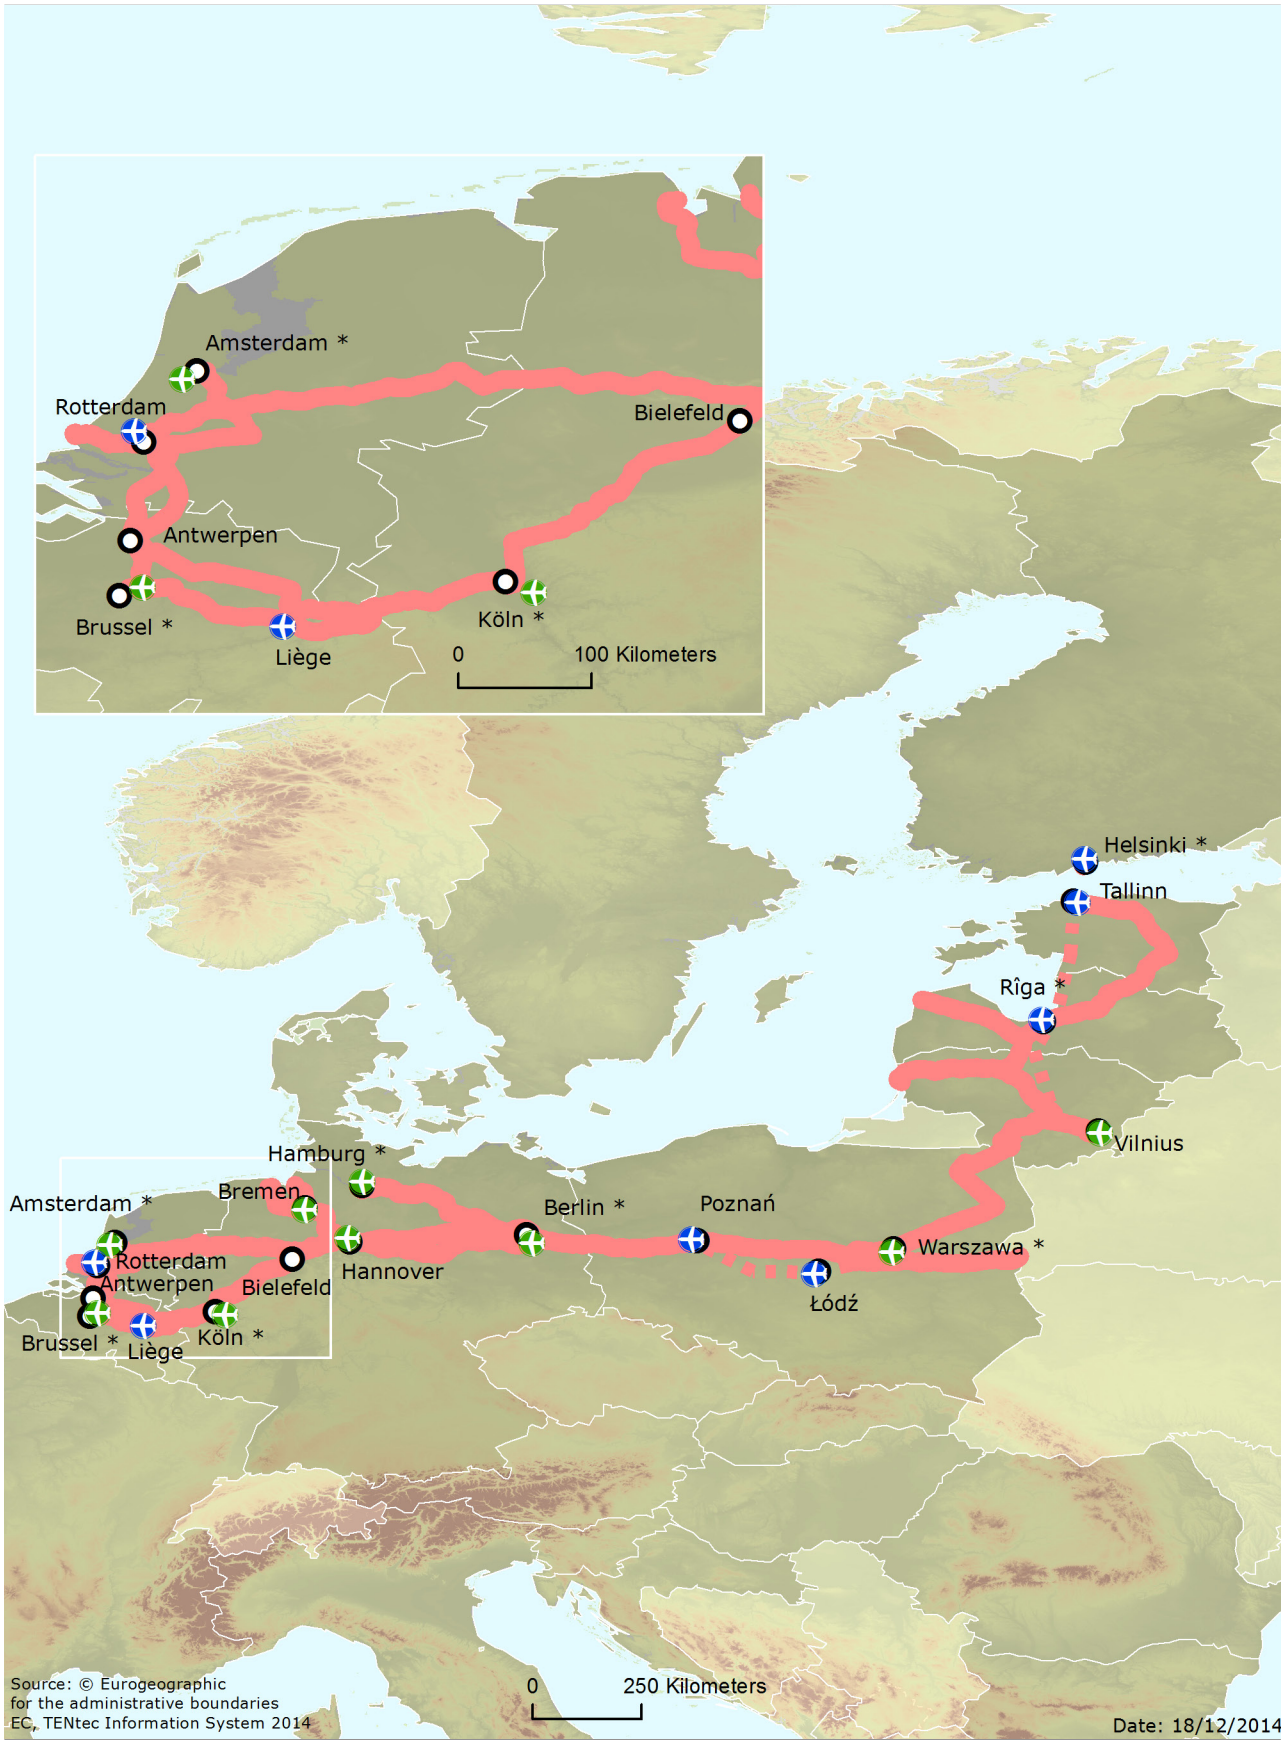 Amsterdam *
Rotterdam
Bielefeld
Antwerpen
Brussel *
Köln *
Liège
0 100 Kilometers
Helsinki *
Tallinn
Rîga *
Vilnius
Hamburg *
Bremen
Amsterdam *
Berlin *
Poznań
Rotterdam
Warszawa *
Antwerpen
Hannover
Bielefeld
Łódź
Brussel *
Köln *
Liège
Source: © Eurogeographic
for the administrative boundaries
EC, TENtec Information System 2014
0 250 Kilometers
Date: 18/12/2014